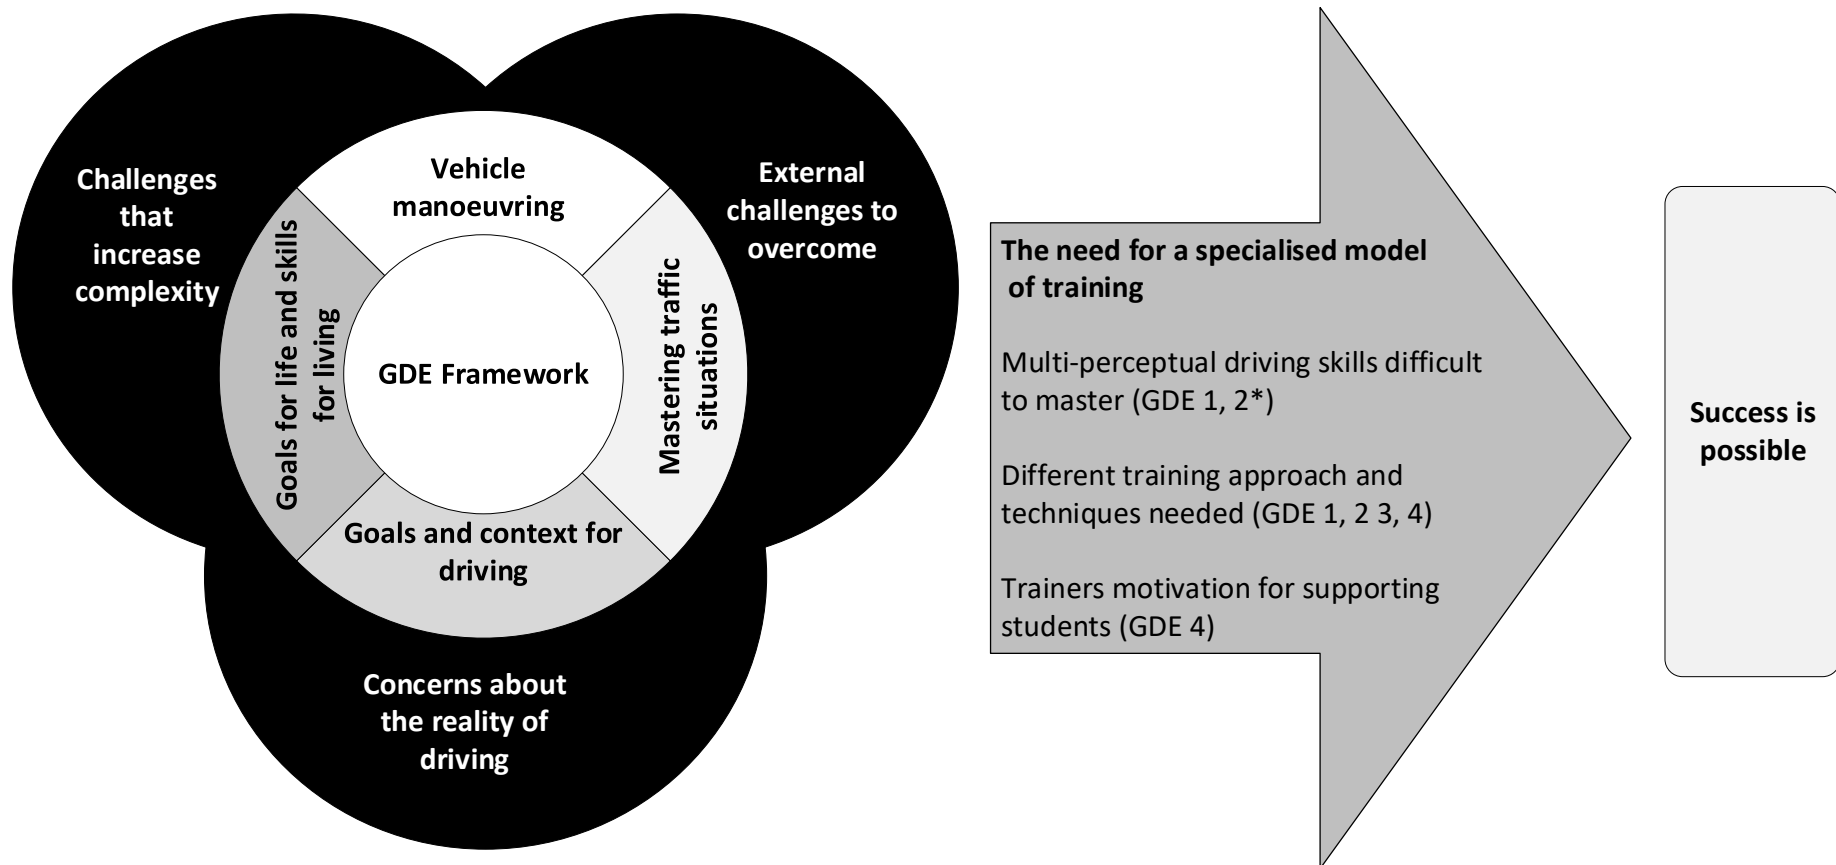 Challenges
that
increase
complexity
Vehicle
manoeuvring
External
challenges to
overcome
Goals for life and skills
for living
GDE Framework
Mastering traffic
situations
Goals and context for
driving
Concerns about
the reality of
driving
The need for a specialised model
of training
Multi-perceptual driving skills difficult
to master (GDE 1, 2*)
Different training approach and
techniques needed (GDE 1, 2 3, 4)
Trainers motivation for supporting
students (GDE 4)
Success is
possible